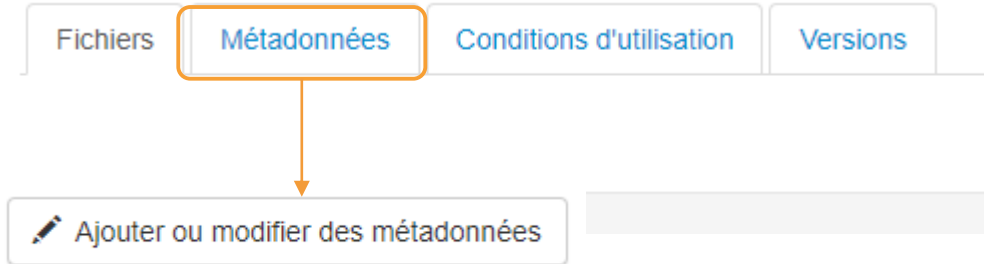 Fichiers Métadonnées Conditions d'utilisation Versions
Ajouter ou modifier des métadonnées